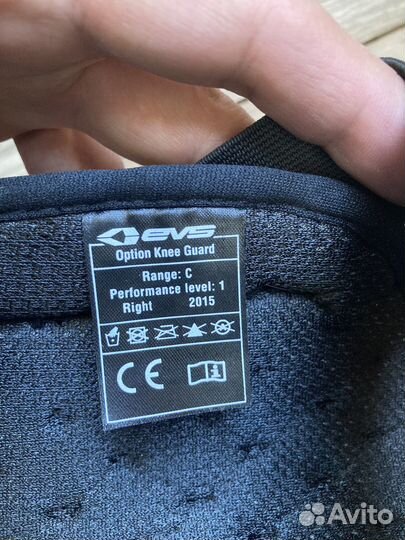 EVS
Option Knee Guard
Range: C
Performance level: 1
Right 2015
CE
i
Avito